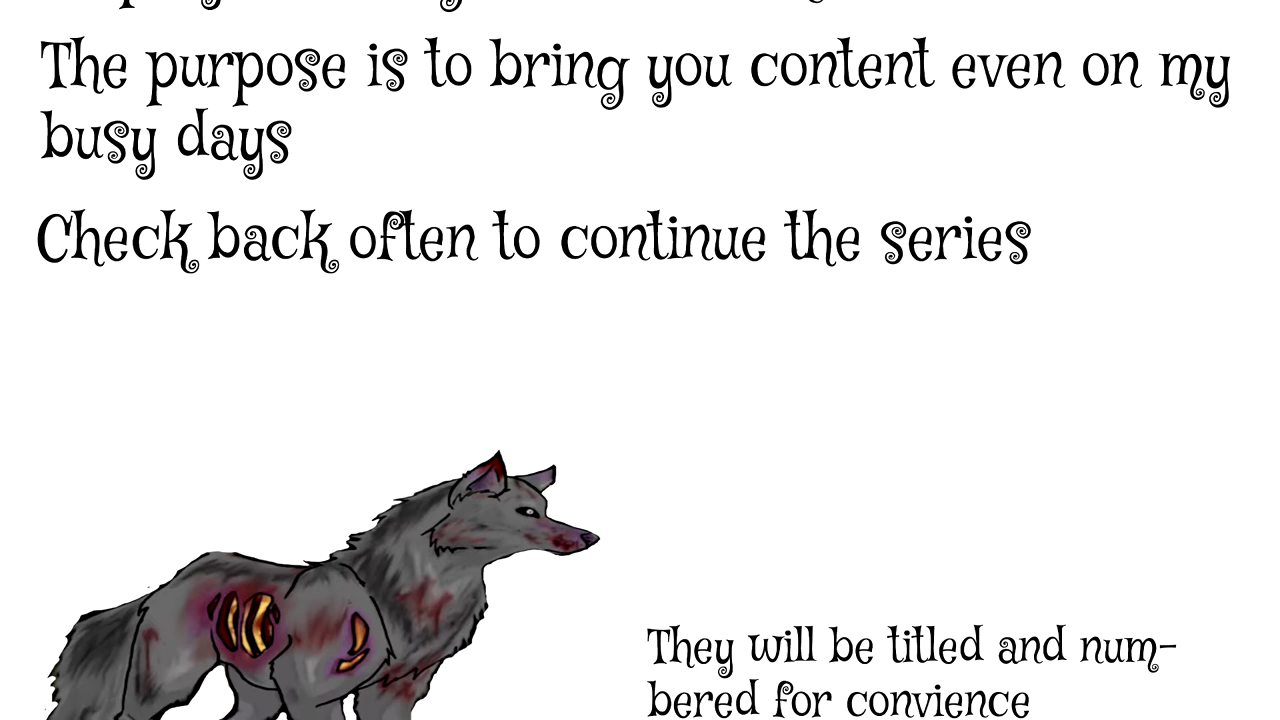 The purpose is to bring you content even on my
busy days
Check back often to continue the series
They will be titled and num-
bered for convience